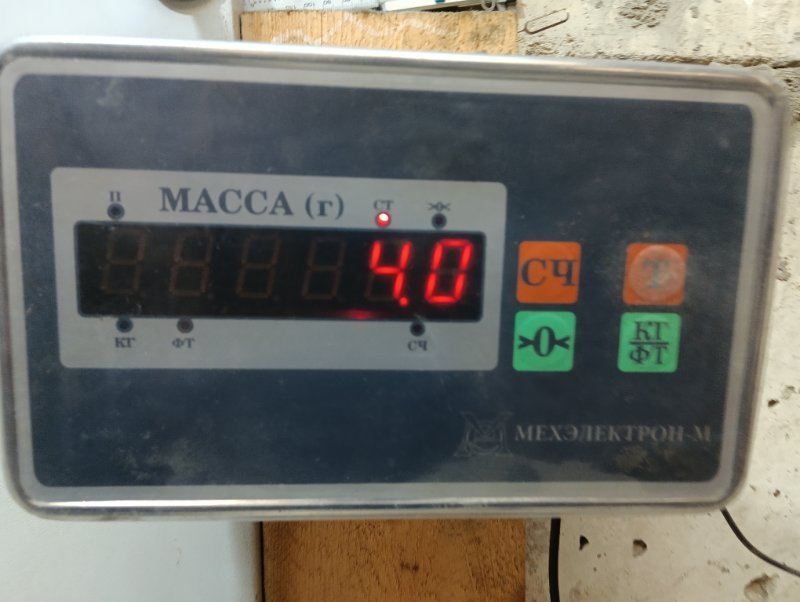 П МАССА (г) СТ >0<
4.0
КГ ФТ СЧ
СЧ Т
>0< КГ/ФТ
МЕХЭЛЕКТРОН-М